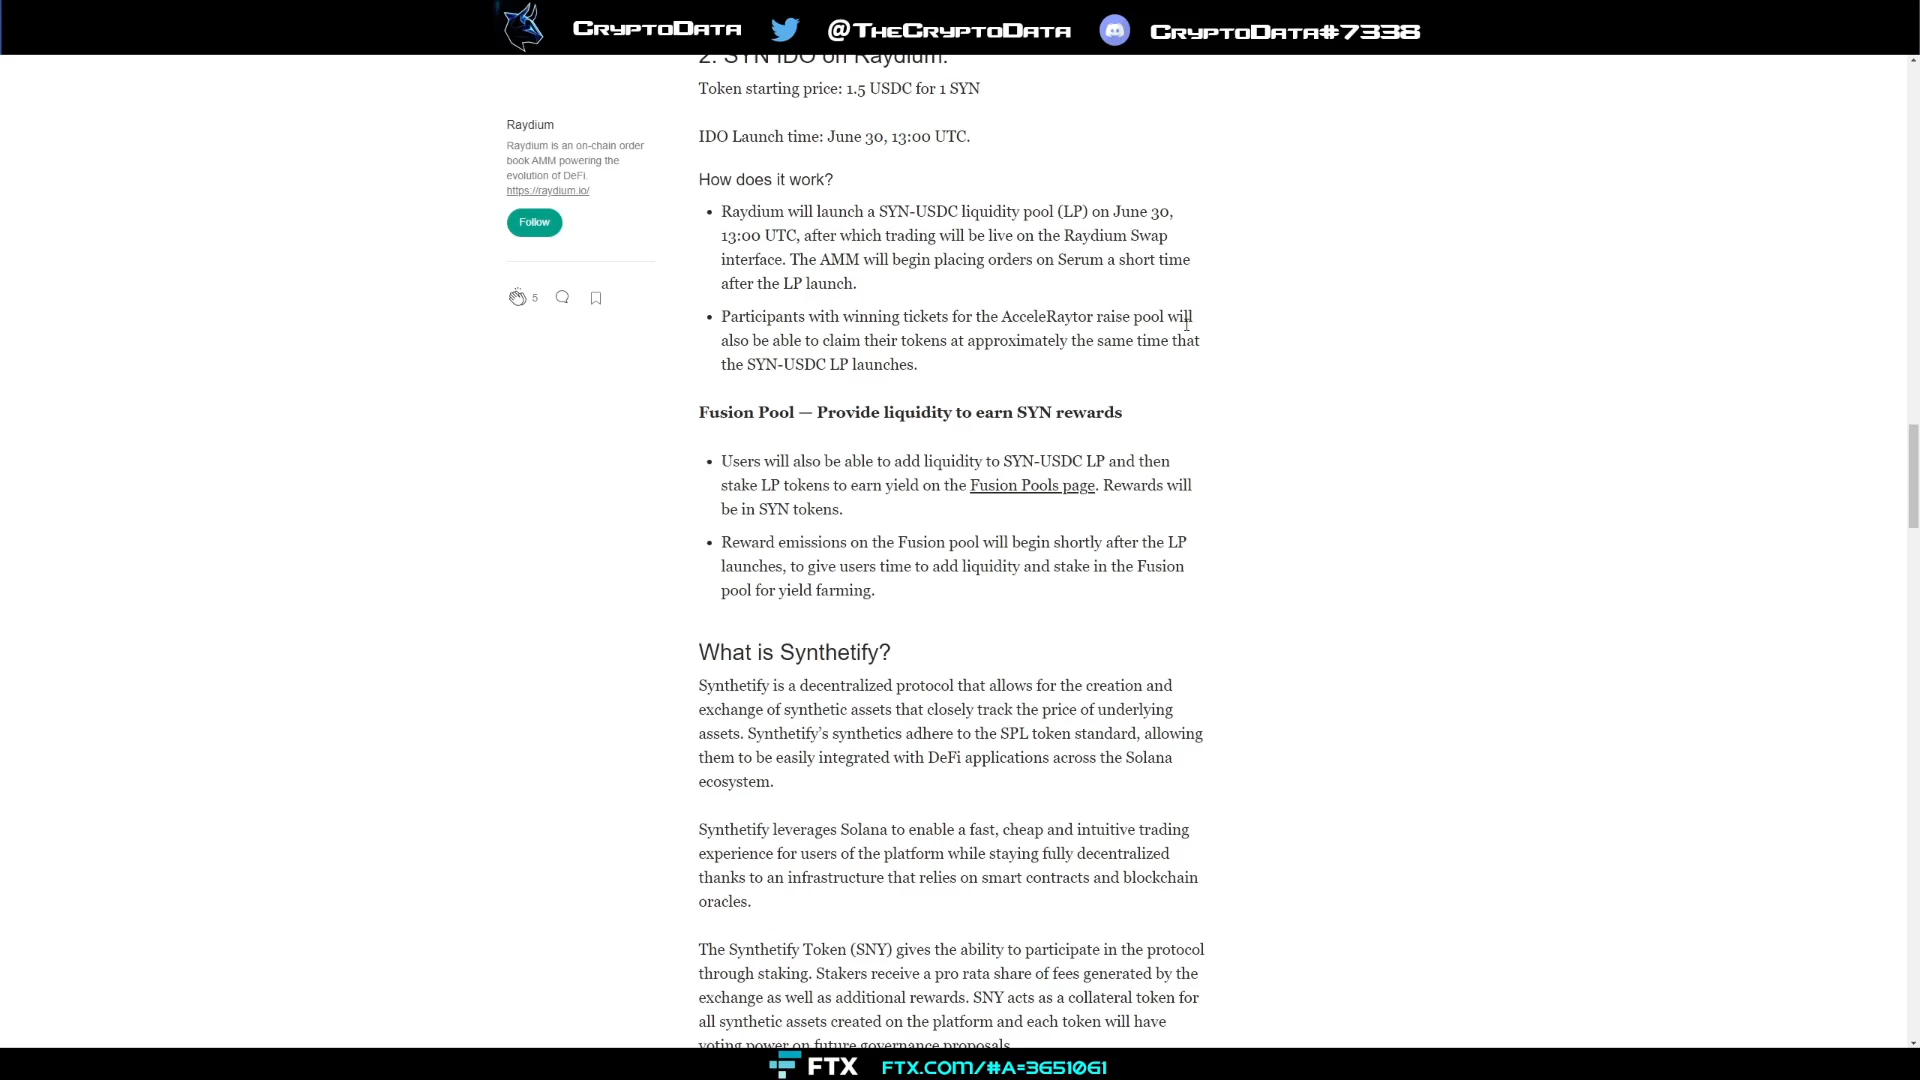 CryptoData @TheCryptoData CryptoData#7338
2. SYN IDO on Raydium:
Token starting price: 1.5 USDC for 1 SYN
Raydium
Raydium is an on-chain order
book AMM powering the
evolution of DeFi.
https://raydium.io/
Follow
5
IDO Launch time: June 30, 13:00 UTC.
How does it work?
• Raydium will launch a SYN-USDC liquidity pool (LP) on June 30,
13:00 UTC, after which trading will be live on the Raydium Swap
interface. The AMM will begin placing orders on Serum a short time
after the LP launch.
• Participants with winning tickets for the AcceleRaytor raise pool will
also be able to claim their tokens at approximately the same time that
the SYN-USDC LP launches.
Fusion Pool — Provide liquidity to earn SYN rewards
• Users will also be able to add liquidity to SYN-USDC LP and then
stake LP tokens to earn yield on the Fusion Pools page. Rewards will
be in SYN tokens.
• Reward emissions on the Fusion pool will begin shortly after the LP
launches, to give users time to add liquidity and stake in the Fusion
pool for yield farming.
What is Synthetify?
Synthetify is a decentralized protocol that allows for the creation and
exchange of synthetic assets that closely track the price of underlying
assets. Synthetify’s synthetics adhere to the SPL token standard, allowing
them to be easily integrated with DeFi applications across the Solana
ecosystem.
Synthetify leverages Solana to enable a fast, cheap and intuitive trading
experience for users of the platform while staying fully decentralized
thanks to an infrastructure that relies on smart contracts and blockchain
oracles.
The Synthetify Token (SNY) gives the ability to participate in the protocol
through staking. Stakers receive a pro rata share of fees generated by the
exchange as well as additional rewards. SNY acts as a collateral token for
all synthetic assets created on the platform and each token will have
voting power on future governance proposals.
FTX FTX.COM/#A=3651061